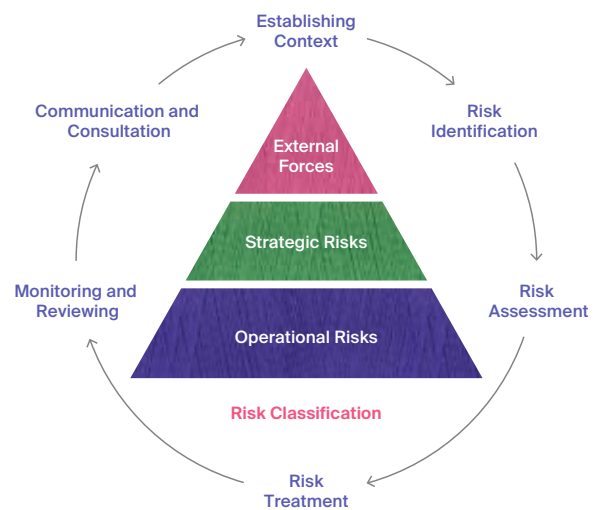 Establishing
Context
Communication and
Consultation
Risk
Identification
External
Forces
Strategic Risks
Monitoring and
Reviewing
Risk
Assessment
Operational Risks
Risk Classification
Risk
Treatment